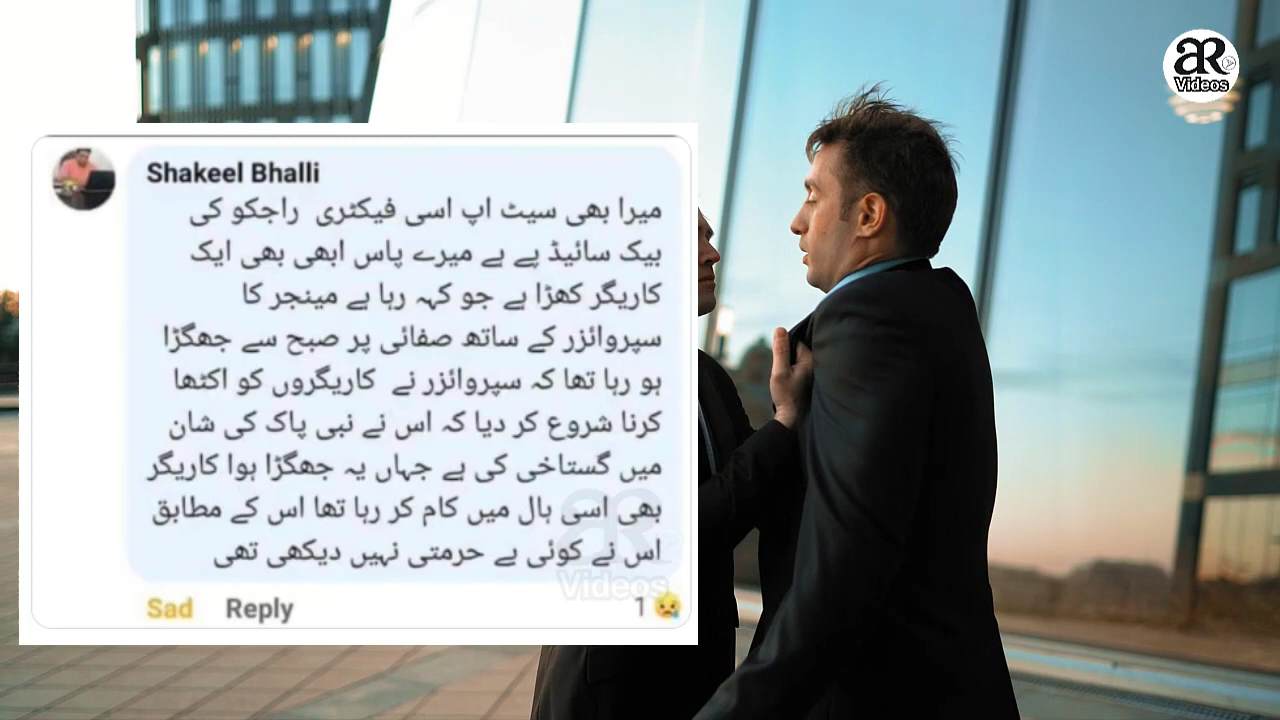 Shakeel Bhalli
میرا بھی سیٹ اپ اسی فیکٹری راجکو کی
بیک سائیڈ پے ہے میرے پاس ابھی بھی ایک
کاریگر کھڑا ہے جو کہہ رہا ہے مینجر کا
سپروائزر کے ساتھ صفائی پر صبح سے جھگڑا
ہو رہا تھا کہ سپروائزر نے کاریگروں کو اکٹھا
کرنا شروع کر دیا کہ اس نے نبی پاک کی شان
میں گستاخی کی ہے جہاں یہ جھگڑا ہوا کاریگر
بھی اسی ہال میں کام کر رہا تھا اس کے مطابق
اس نے کوئی بے حرمتی نہیں دیکھی تھی
Sad Reply 1
aR
Videos
aR
Videos